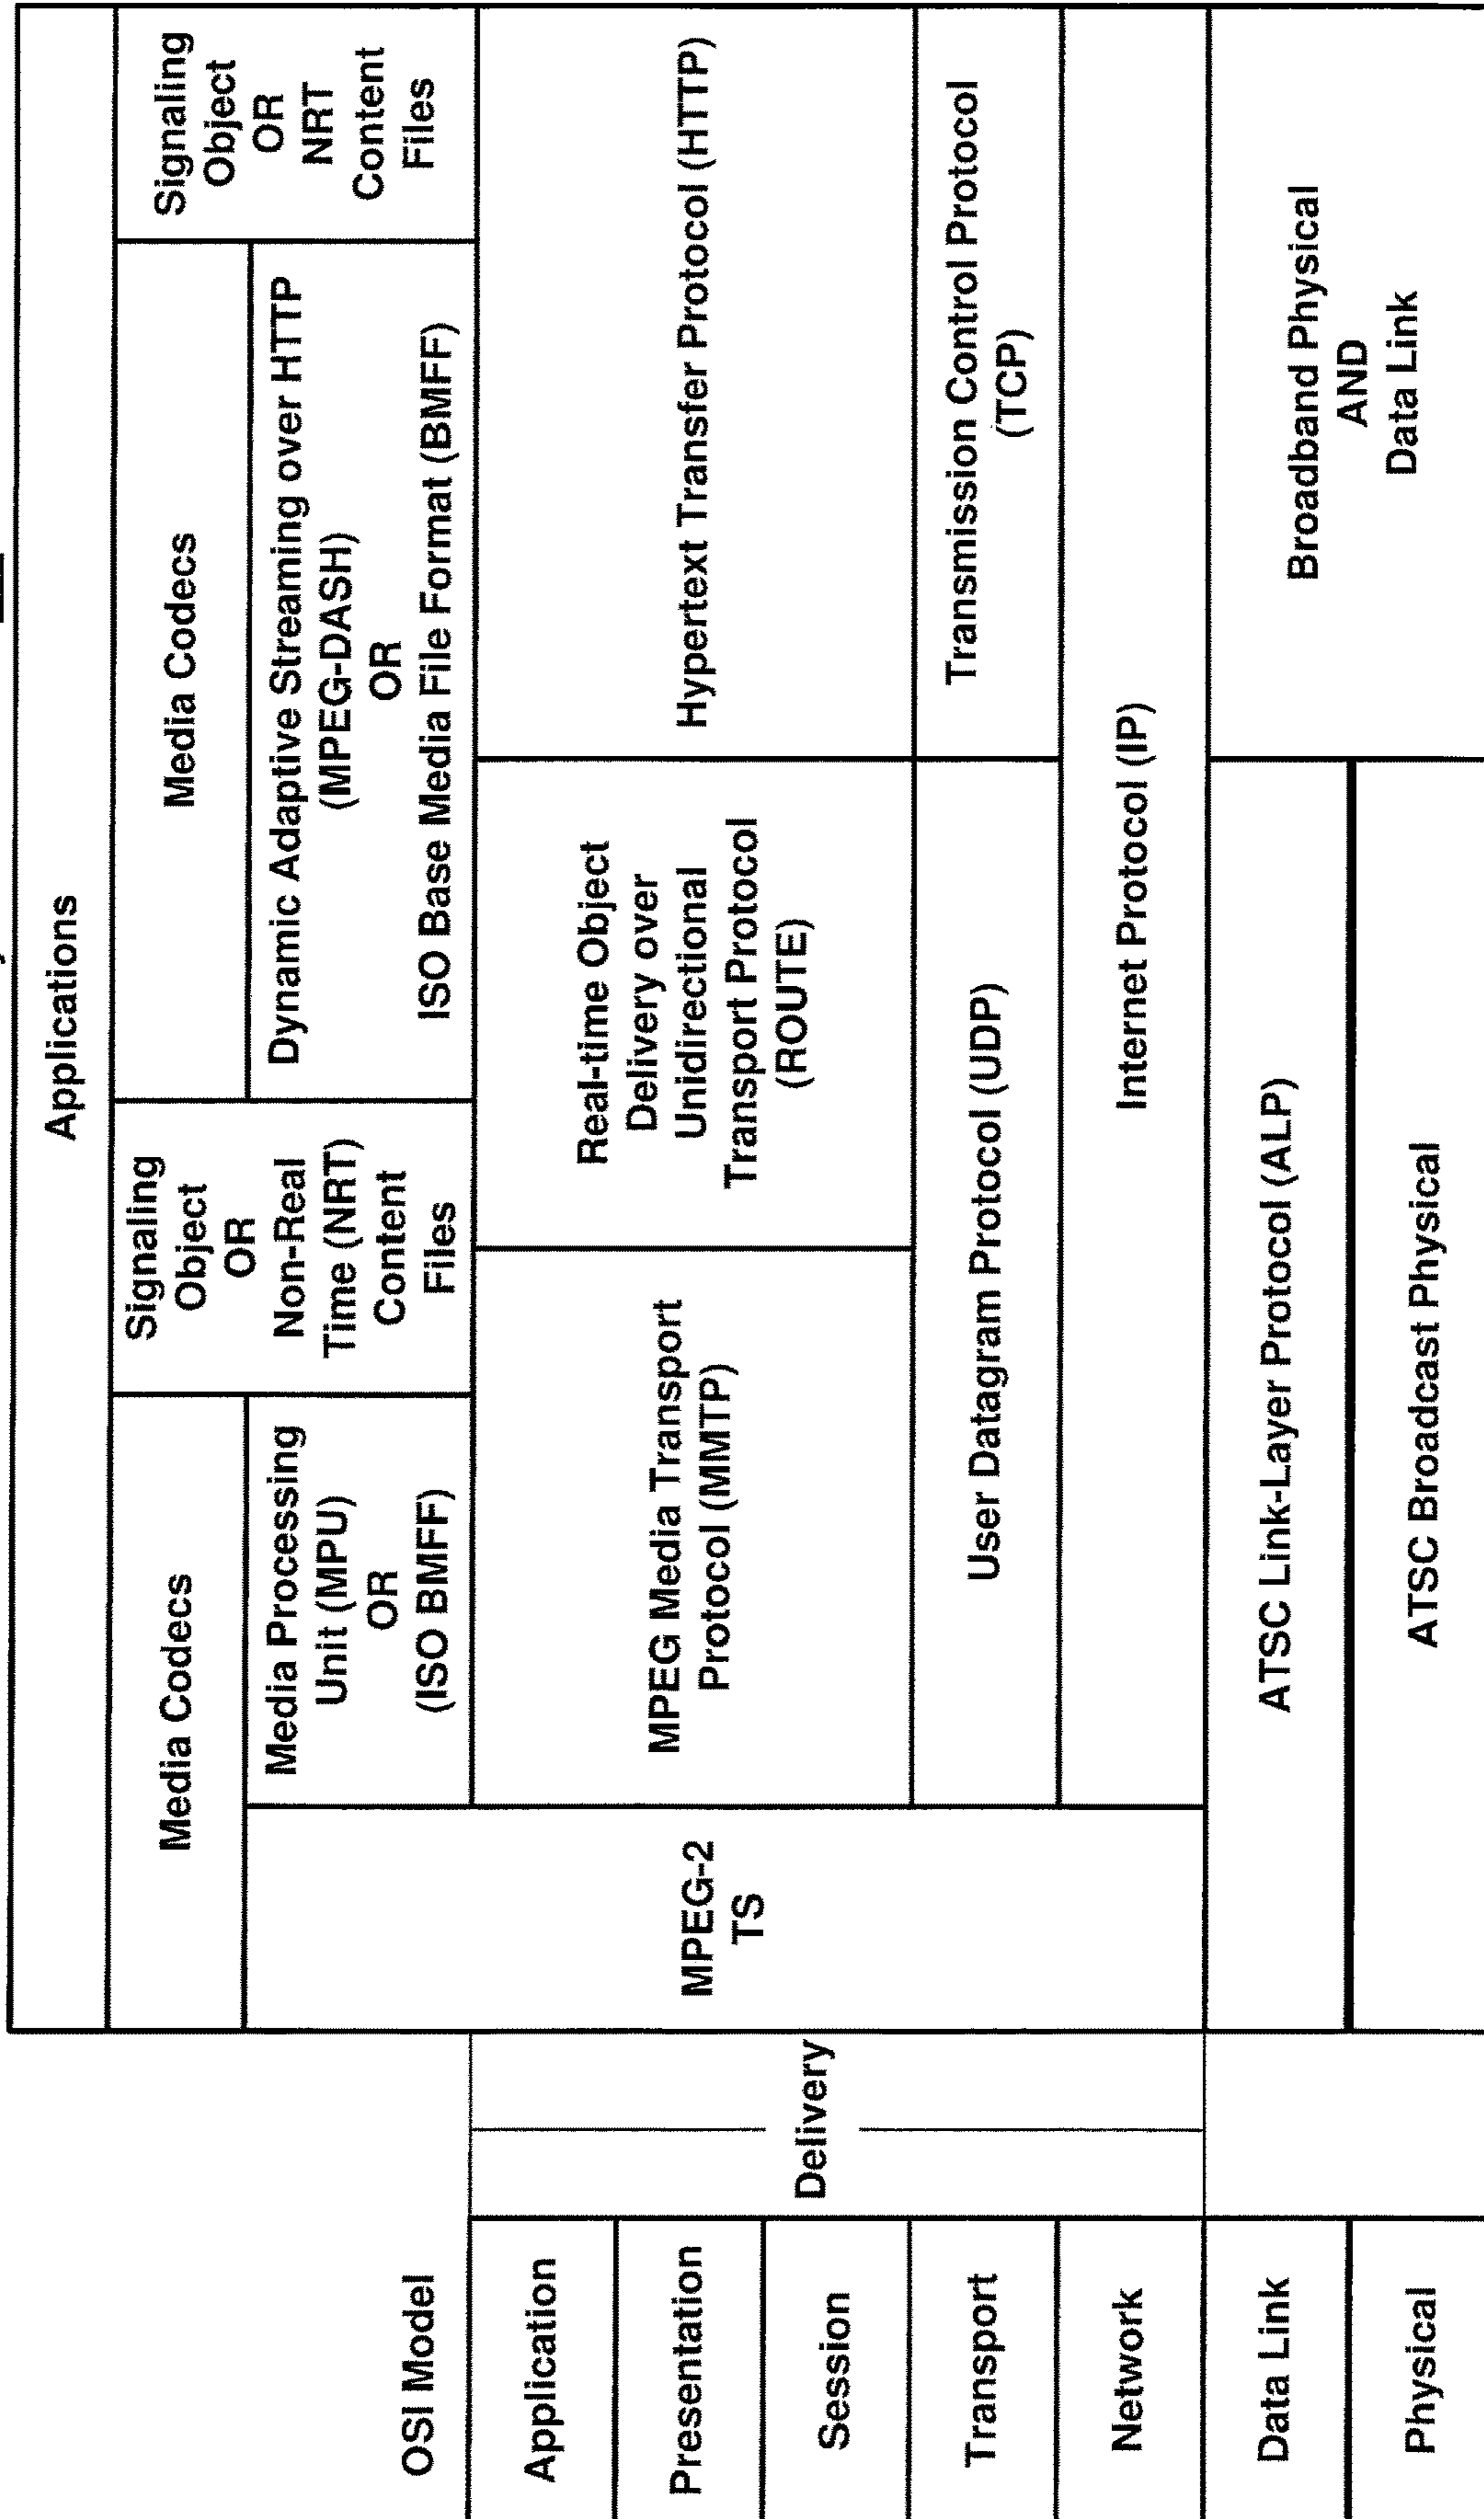 Applications
Media Codecs
Signaling
Object
OR
Non-Real
Time (NRT)
Content
Files
Media Codecs
Signaling
Object
OR
NRT
Content
Files
Media Processing
Unit (MPU)
OR
(ISO BMFF)
Dynamic Adaptive Streaming over HTTP
(MPEG-DASH)
OR
ISO Base Media File Format (BMFF)
OSI Model
Application
Presentation
Session
Transport
Network
Data Link
Physical
Delivery
MPEG-2
TS
MPEG Media Transport
Protocol (MMTP)
Real-time Object
Delivery over
Unidirectional
Transport Protocol
(ROUTE)
Hypertext Transfer Protocol (HTTP)
User Datagram Protocol (UDP)
Transmission Control Protocol
(TCP)
Internet Protocol (IP)
ATSC Link-Layer Protocol (ALP)
ATSC Broadcast Physical
Broadband Physical
AND
Data Link